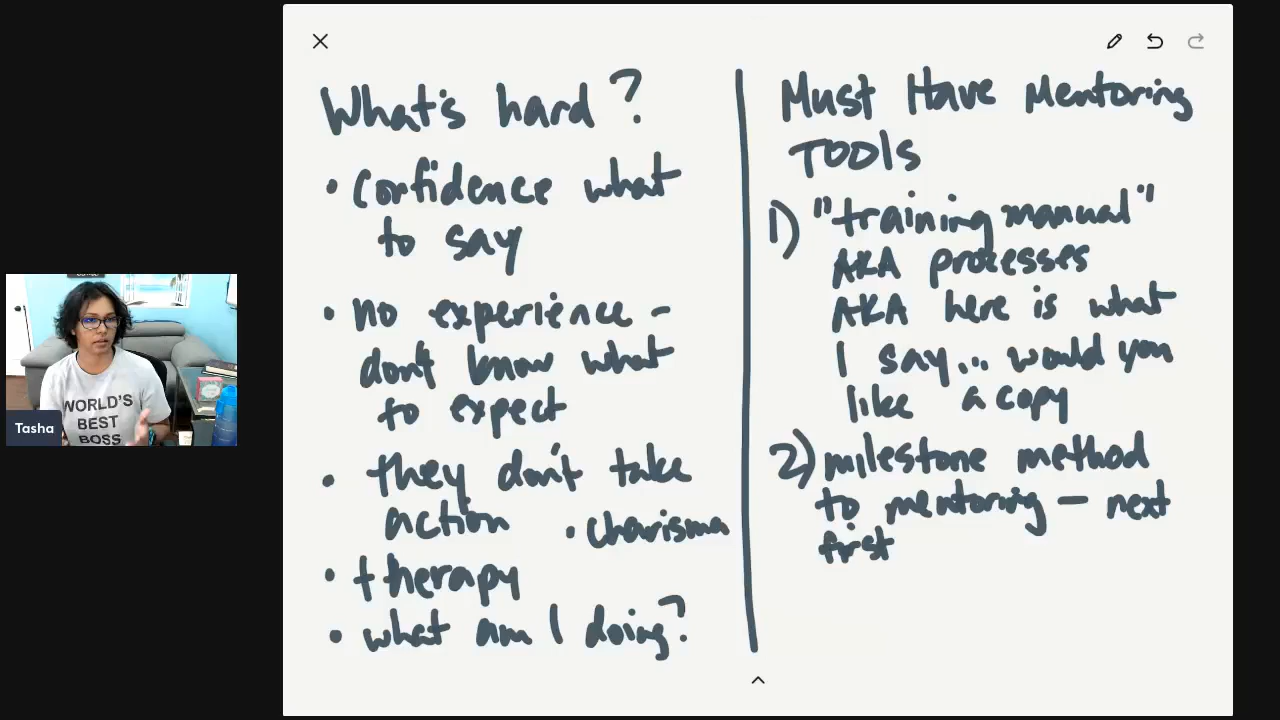 What's hard?
• confidence what
to say
• no experience -
don't know what
to expect
• they don't take
action
• charisma
• therapy
• what am I doing?
Must Have Mentoring
TOOls
1) "training manual"
AKA processes
AKA here is what
I say... would you
like a copy
2) milestone method
to mentoring - next
first
WORLD'S
BEST
BOSS
Tasha